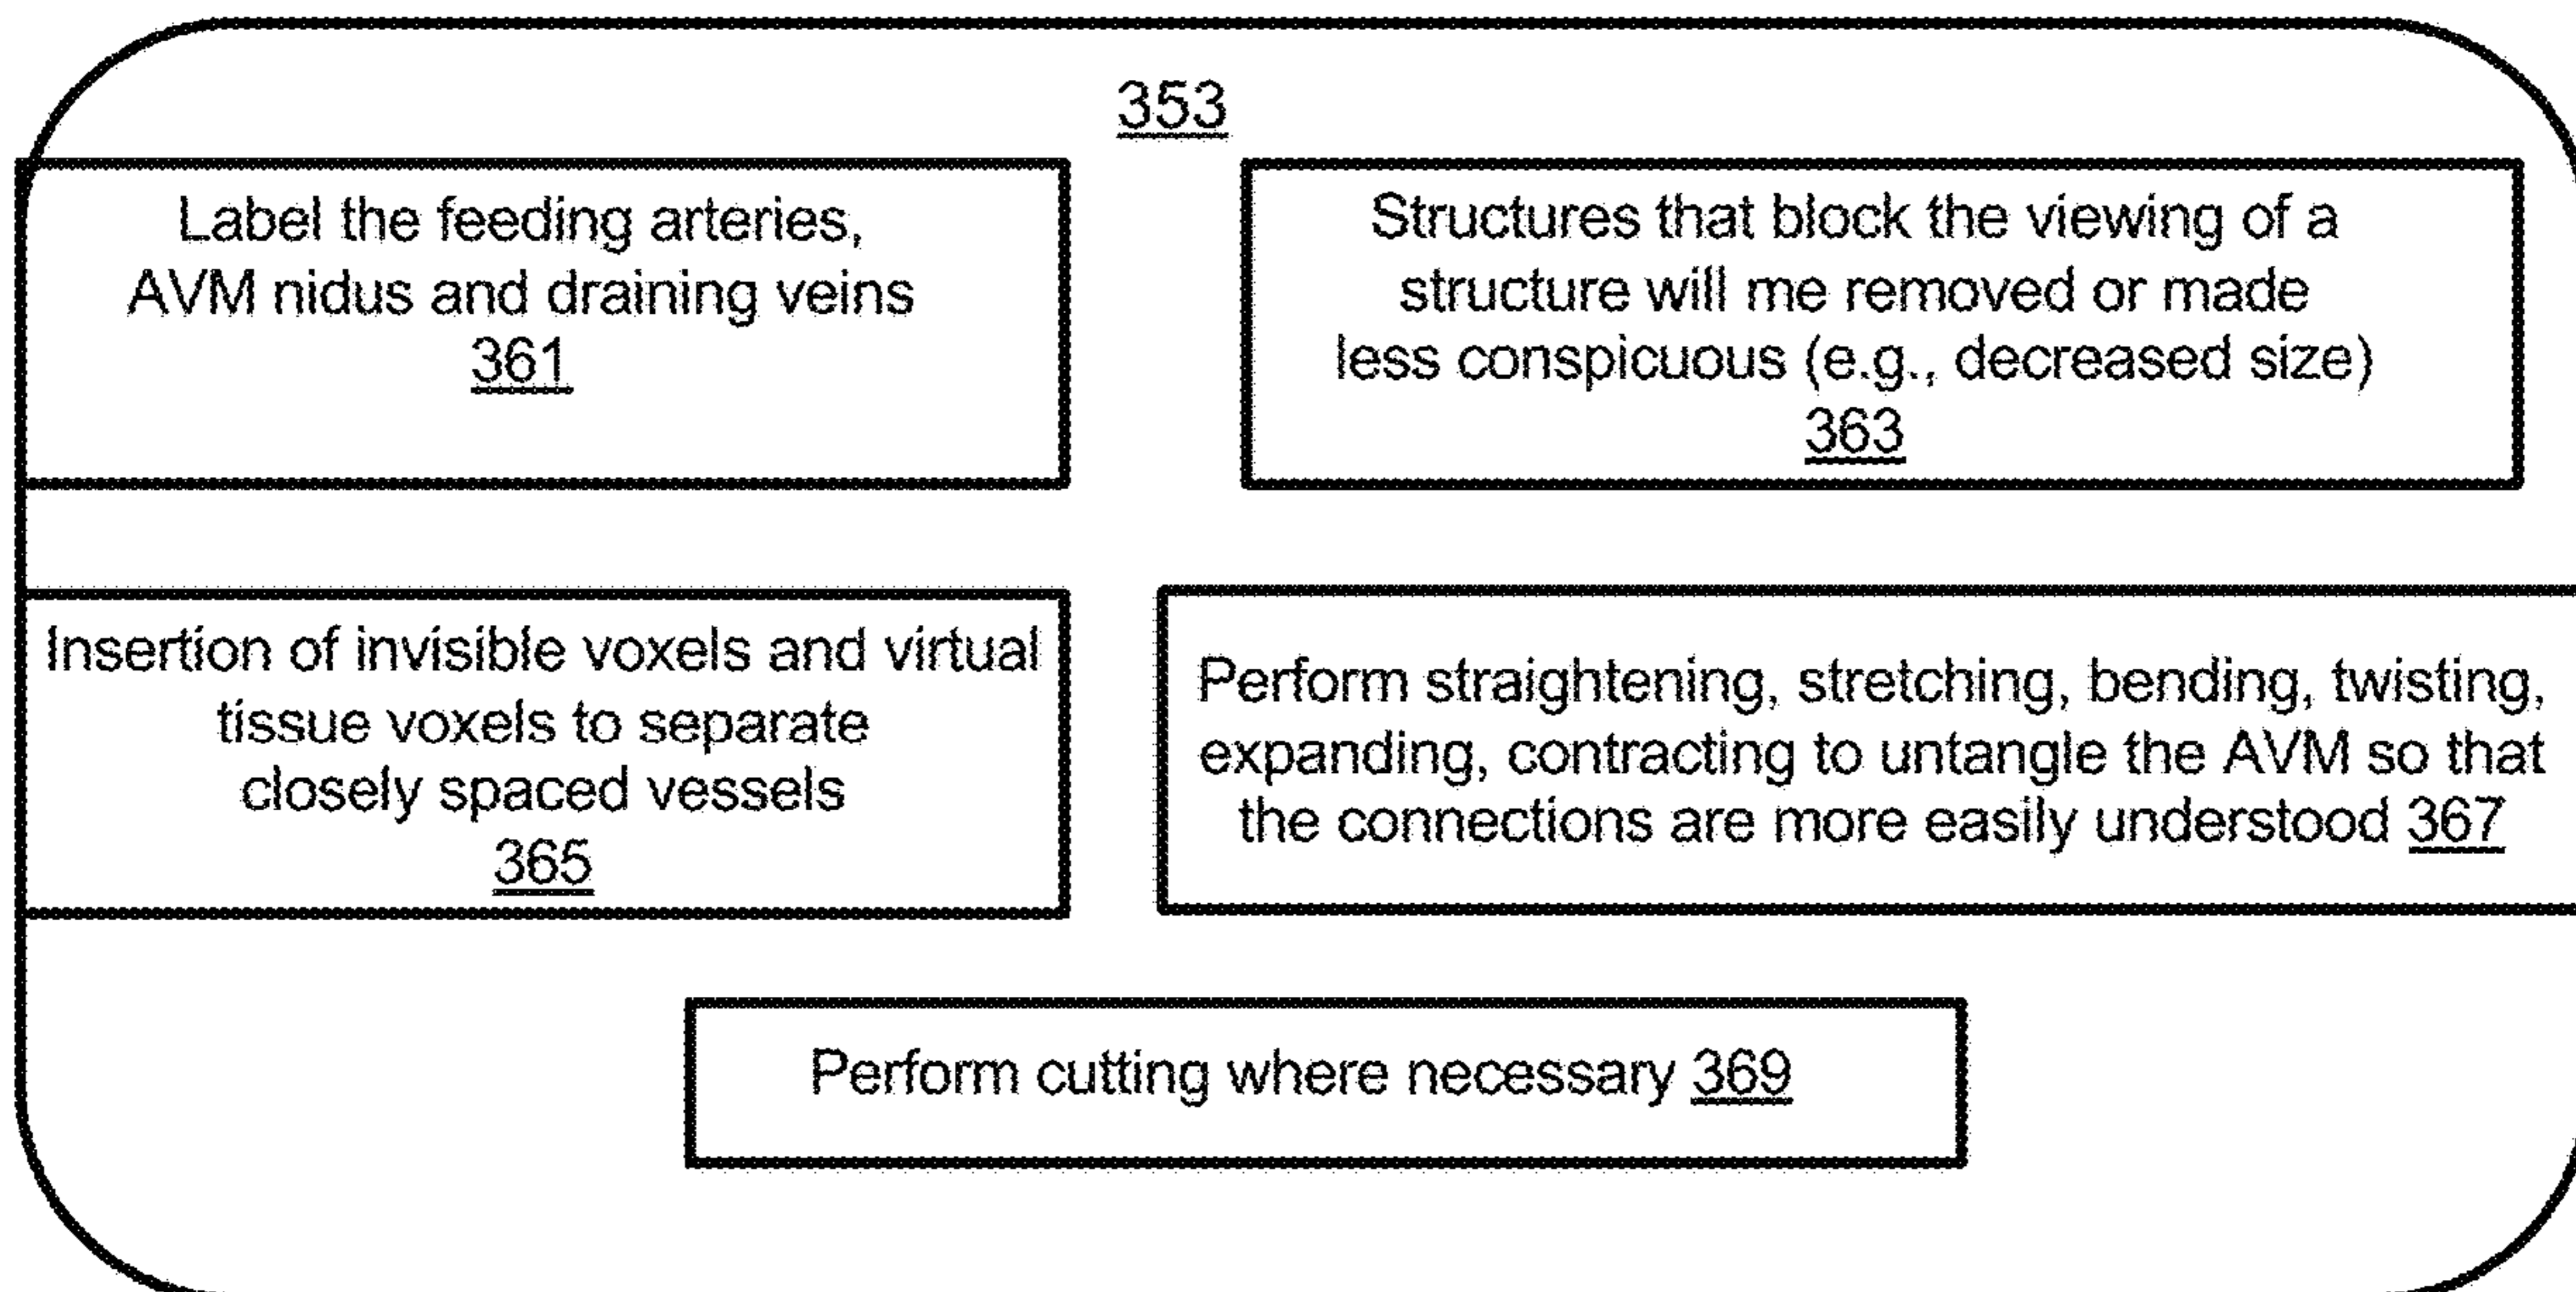 353
Label the feeding arteries,
AVM nidus and draining veins
361
Structures that block the viewing of a
structure will me removed or made
less conspicuous (e.g., decreased size)
363
Insertion of invisible voxels and virtual
tissue voxels to separate
closely spaced vessels
365
Perform straightening, stretching, bending, twisting,
expanding, contracting to untangle the AVM so that
the connections are more easily understood 367
Perform cutting where necessary 369